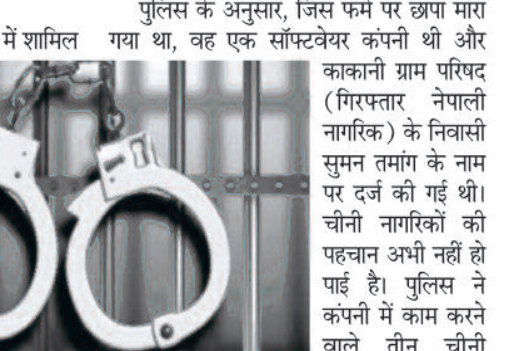 पुलिस के अनुसार, जिस फर्म पर छापा मारा
में शामिल
गया था, वह एक सॉफ्टवेयर कंपनी थी और
काकानी ग्राम परिषद
(गिरफ्तार नेपाली
नागरिक) के निवासी
सुमन तमांग के नाम
पर दर्ज की गई थी।
चीनी नागरिकों की
पहचान अभी नहीं हो
पाई है। पुलिस ने
कंपनी में काम करने
वाले तीन चीनी